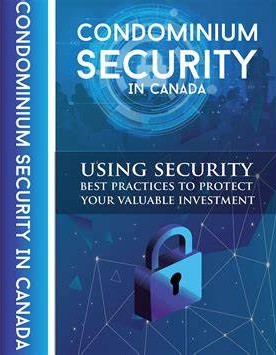 CONDOMINIUM SECURITY IN CANADA
CONDOMINIUM
SECURITY
IN CANADA
USING SECURITY
BEST PRACTICES TO PROTECT
YOUR VALUABLE INVESTMENT